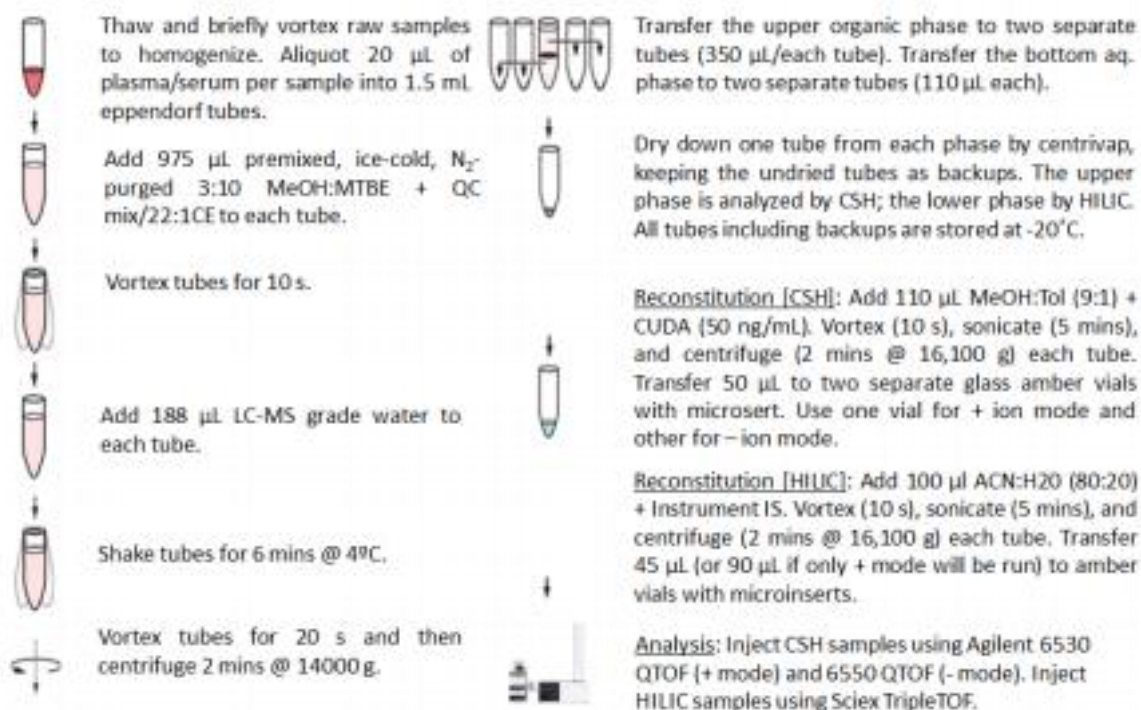 Thaw and briefly vortex raw samples
to homogenize. Aliquot 20 µL of
plasma/serum per sample into 1.5 mL
eppendorf tubes.
Add 975 µL premixed, ice-cold, N₂-
purged 3:10 MeOH:MTBE + QC
mix/22:1CE to each tube.
Vortex tubes for 10 s.
Add 188 µL LC-MS grade water to
each tube.
Shake tubes for 6 mins @ 4ºC.
Vortex tubes for 20 s and then
centrifuge 2 mins @ 14000 g.
Transfer the upper organic phase to two separate
tubes (350 µL/each tube). Transfer the bottom aq.
phase to two separate tubes (110 µL each).
Dry down one tube from each phase by centrivap,
keeping the undried tubes as backups. The upper
phase is analyzed by CSH; the lower phase by HILIC.
All tubes including backups are stored at -20˚C.
Reconstitution [CSH]: Add 110 µL MeOH:Tol (9:1) +
CUDA (50 ng/mL). Vortex (10 s), sonicate (5 mins),
and centrifuge (2 mins @ 16,100 g) each tube.
Transfer 50 µL to two separate glass amber vials
with microsert. Use one vial for + ion mode and
other for – ion mode.
Reconstitution [HILIC]: Add 100 µl ACN:H20 (80:20)
+ Instrument IS. Vortex (10 s), sonicate (5 mins), and
centrifuge (2 mins @ 16,100 g) each tube. Transfer
45 µL (or 90 µL if only + mode will be run) to amber
vials with microinserts.
Analysis: Inject CSH samples using Agilent 6530
QTOF (+ mode) and 6550 QTOF (- mode). Inject
HILIC samples using Sciex TripleTOF.